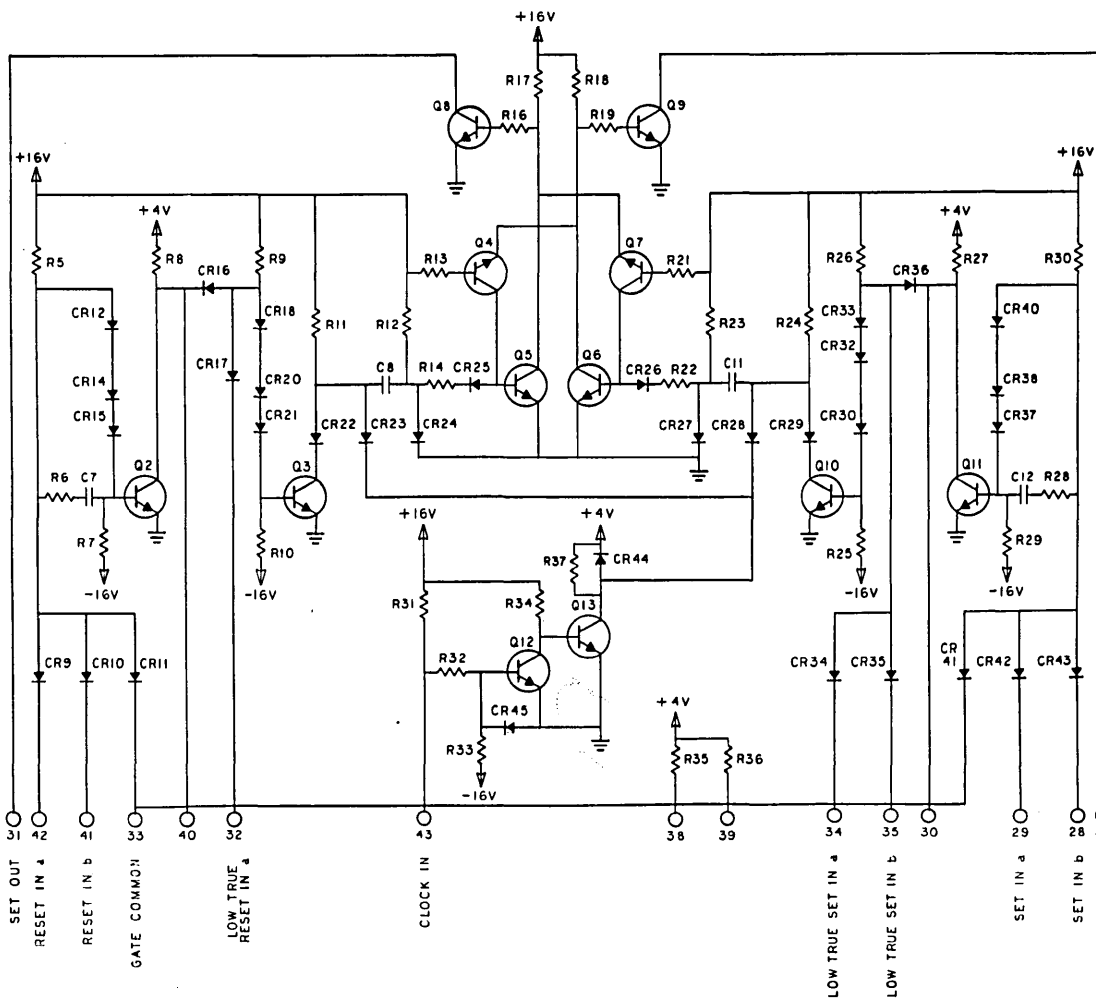 +16V
R17
R18
Q8
Q9
R16
R19
+16V
+16V
+4V
+4V
Q4
Q7
R5
R8
CR16
R9
R13
R21
R26
CR36
R27
R30
CR12
CR18
CR33
CR40
R11
R12
R23
R24
CR32
CR17
C8
R14
CR25
Q5
Q6
CR26
R22
C11
CR14
CR20
CR38
CR15
CR21
CR22
CR23
CR24
CR27
CR28
CR29
CR30
CR37
Q2
Q3
Q10
Q11
R6
C7
C12
R28
R7
R10
+16V
+4V
R25
R29
-16V
-16V
R37
CR44
-16V
-16V
R31
R34
Q13
CR9
CR10
CR11
R32
Q12
CR34
CR35
CR
41
CR42
CR43
CR45
+4V
R33
R35
R36
-16V
31
42
41
33
40
32
43
38
39
34
35
30
29
28
SET OUT
RESET IN a
RESET IN b
GATE COMMON
LOW TRUE
RESET IN a
CLOCK IN
LOW TRUE SET IN a
LOW TRUE SET IN b
SET IN a
SET IN b